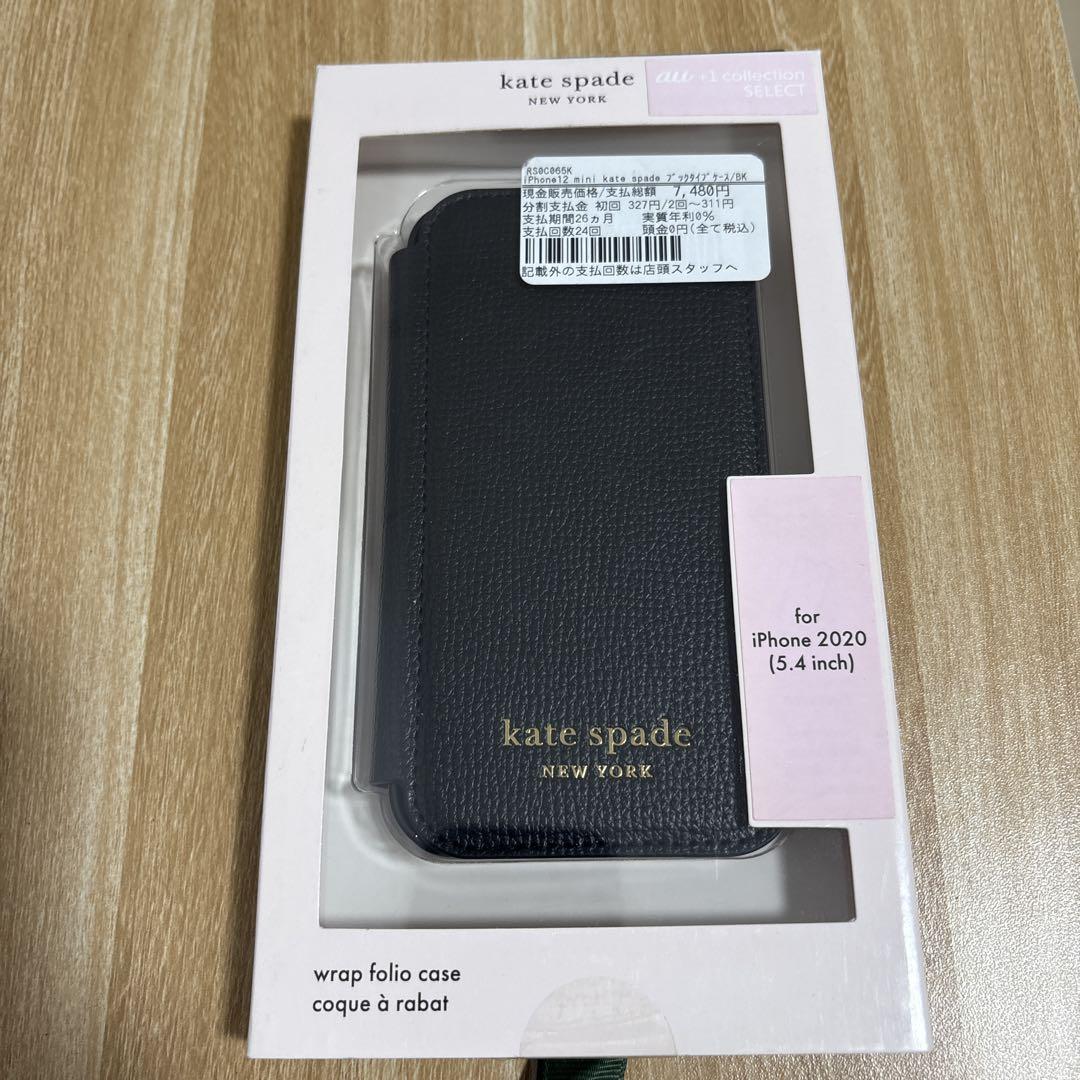 kate spade
NEW YORK
au +1 collection
SELECT
RS0C065K
iPhone12 mini kate spade ﾌﾞｯｸﾀｲﾌﾟｹｰｽ/BK
現金販売価格/支払総額 7,480円
分割支払金 初回 327円/2回～311円
支払期間26ヵ月 実質年利0%
支払回数24回 頭金0円(全て税込)
記載外の支払回数は店頭スタッフへ
for
iPhone 2020
(5.4 inch)
kate spade
NEW YORK
wrap folio case
coque à rabat